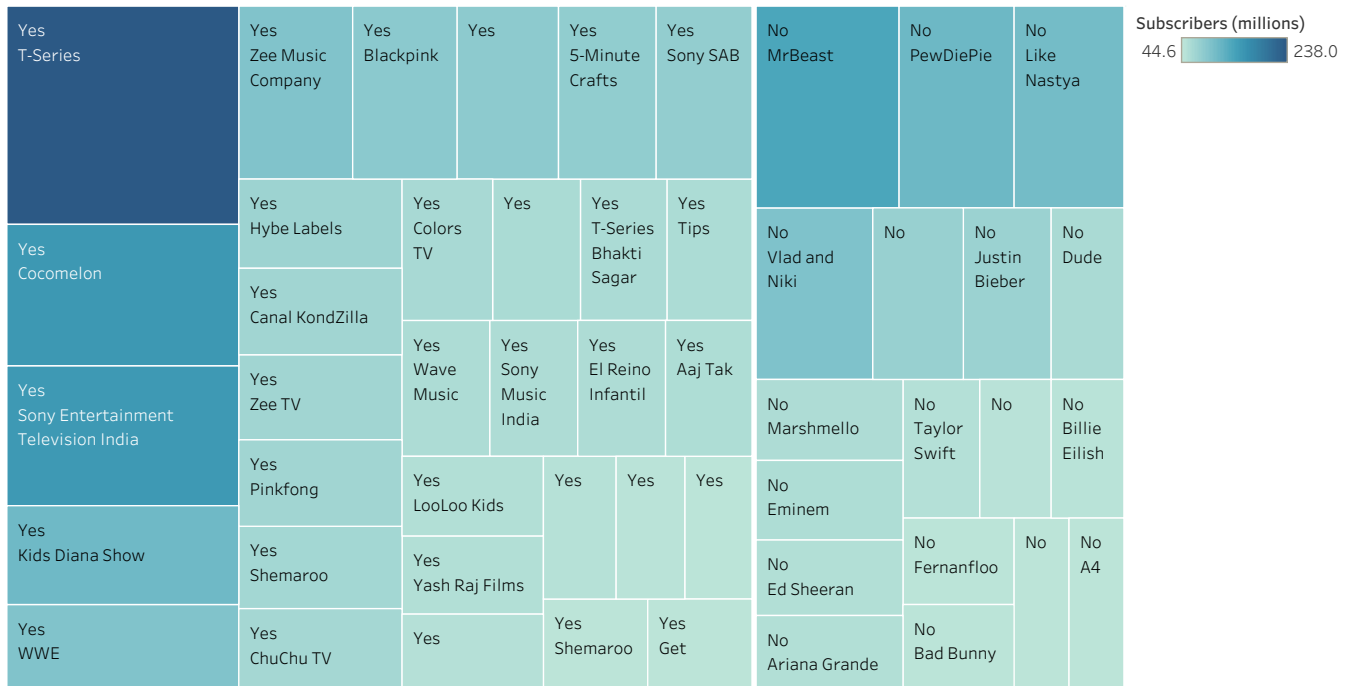 Yes
T-Series
Yes
Cocomelon
Yes
Sony Entertainment
Television India
Yes
Kids Diana Show
Yes
WWE
Yes
Zee Music
Company
Yes
Blackpink
Yes
Yes
5-Minute
Crafts
Yes
Sony SAB
Yes
Hybe Labels
Yes
Canal KondZilla
Yes
Zee TV
Yes
Pinkfong
Yes
Shemaroo
Yes
ChuChu TV
Yes
Colors
TV
Yes
Yes
T-Series
Bhakti
Sagar
Yes
Tips
Yes
Wave
Music
Yes
Sony
Music
India
Yes
El Reino
Infantil
Yes
Aaj Tak
Yes
LooLoo Kids
Yes
Yash Raj Films
Yes
Yes
Yes
Yes
Yes
Shemaroo
Yes
Get
No
MrBeast
No
PewDiePie
No
Like
Nastya
No
Vlad and
Niki
No
No
Justin
Bieber
No
Dude
No
Marshmello
No
Eminem
No
Ed Sheeran
No
Ariana Grande
No
Taylor
Swift
No
No
Billie
Eilish
No
Fernanfloo
No
Bad Bunny
No
No
A4
Subscribers (millions)
44.6 238.0